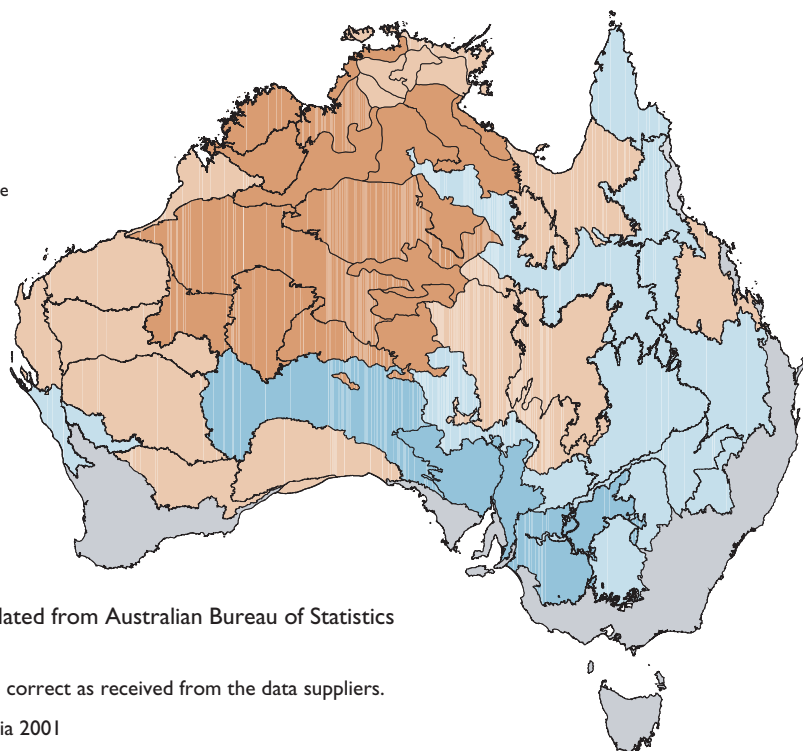 e
lated from Australian Bureau of Statistics
correct as received from the data suppliers.
ia 2001